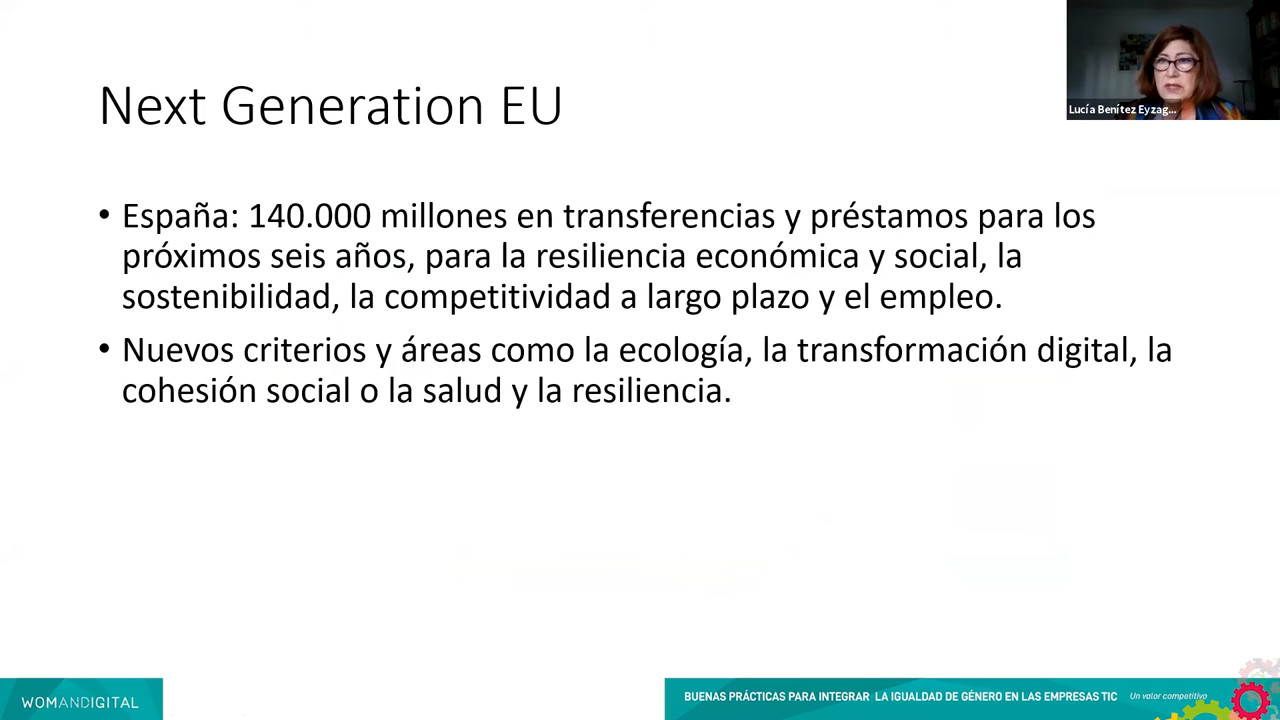 Next Generation EU
Lucía Benítez Eyzag...
• España: 140.000 millones en transferencias y préstamos para los
próximos seis años, para la resiliencia económica y social, la
sostenibilidad, la competitividad a largo plazo y el empleo.
• Nuevos criterios y áreas como la ecología, la transformación digital, la
cohesión social o la salud y la resiliencia.
WOMANDIGITAL
BUENAS PRÁCTICAS PARA INTEGRAR LA IGUALDAD DE GÉNERO EN LAS EMPRESAS TIC Un valor competitivo